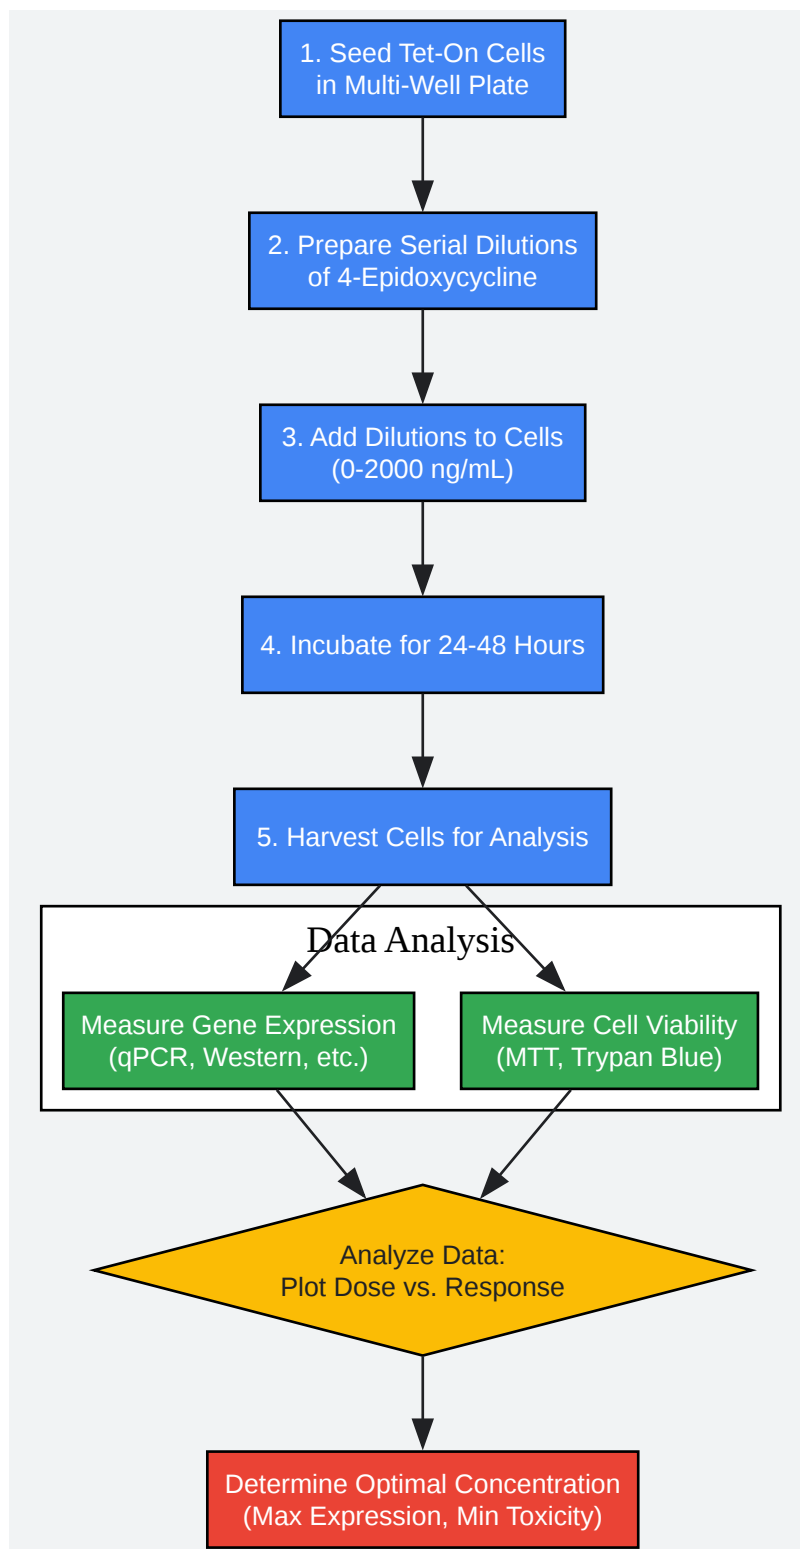 1. Seed Tet-On Cells
in Multi-Well Plate
2. Prepare Serial Dilutions
of 4-Epidoxycycline
3. Add Dilutions to Cells
(0-2000 ng/mL)
4. Incubate for 24-48 Hours
5. Harvest Cells for Analysis
Data Analysis
Measure Gene Expression
(qPCR, Western, etc.)
Measure Cell Viability
(MTT, Trypan Blue)
Analyze Data:
Plot Dose vs. Response
Determine Optimal Concentration
(Max Expression, Min Toxicity)